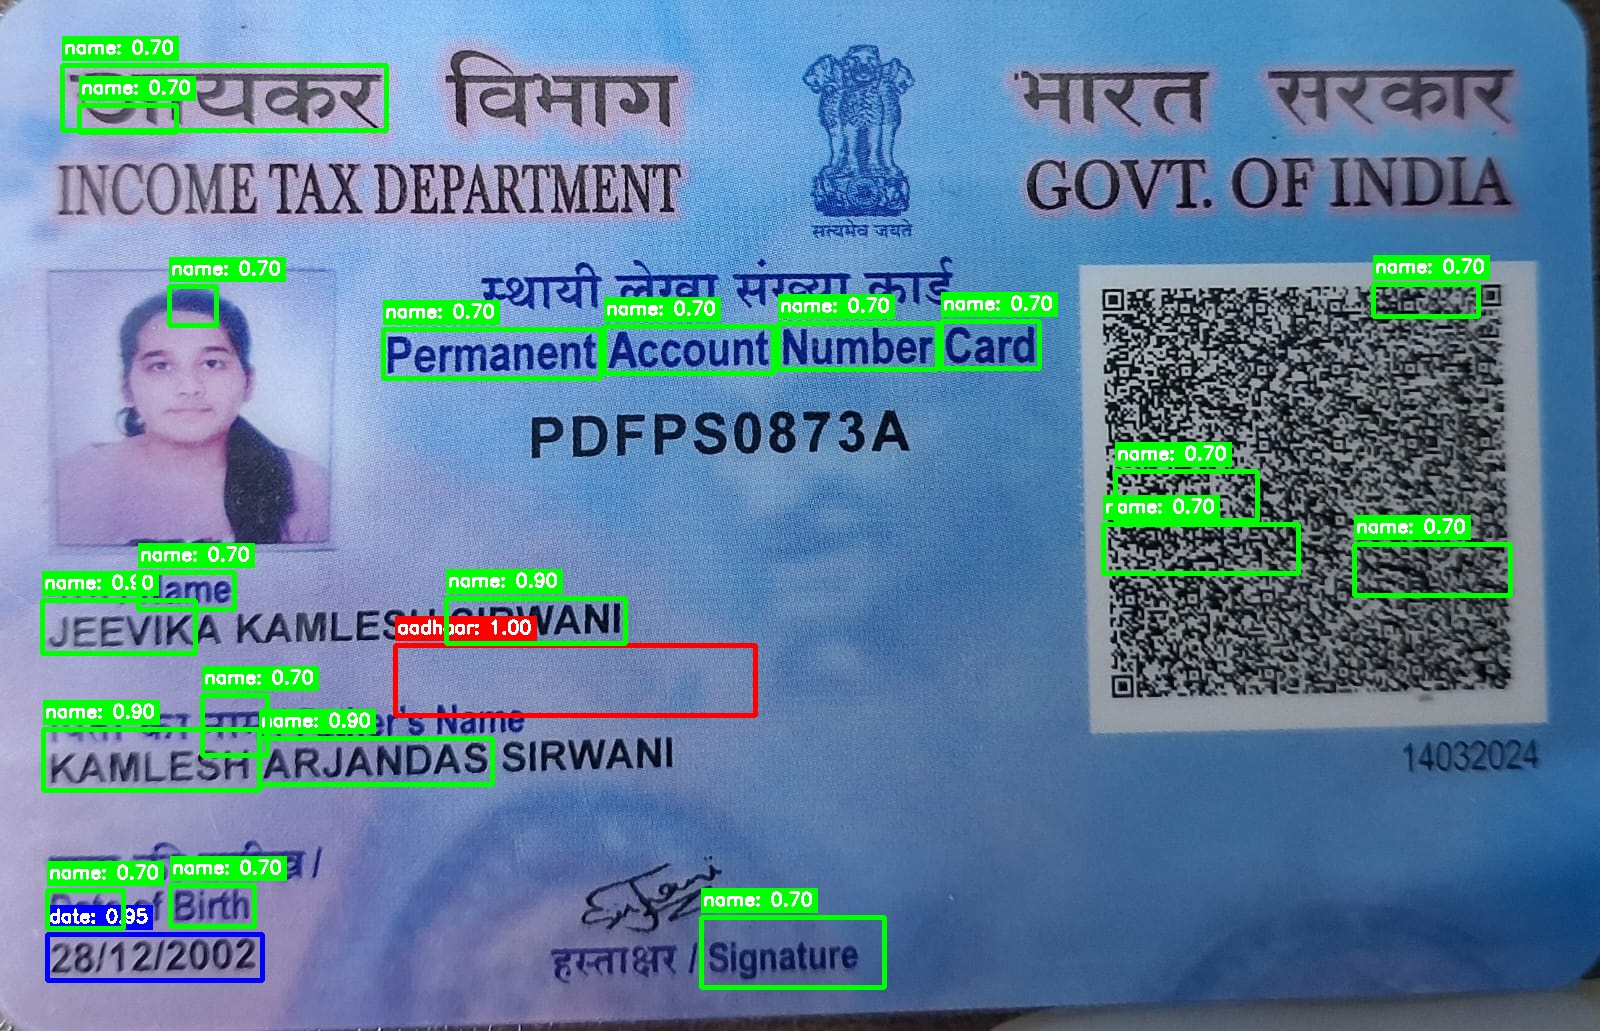 name: 0.70
name: 0.70
आयकर विभाग
भारत सरकार
INCOME TAX DEPARTMENT
GOVT. OF INDIA
सत्यमेव जयते
name: 0.70
name: 0.70
स्थायी लेखा संख्या कार्ड
name: 0.70
name: 0.70
name: 0.70
name: 0.70
Permanent Account Number Card
PDFPS0873A
name: 0.70
name: 0.70
name: 0.70
name: 0.70
name: 0.90
name: 0.90
Name
JEEVIKA KAMLESH SIRWANI
aadhaar: 1.00
name: 0.70
name: 0.90
name: 0.90
पिता का नाम Father's Name
KAMLESH ARJANDAS SIRWANI
14032024
name: 0.70
name: 0.70
की तारीख /
Date of Birth
date: 0.95
28/12/2002
name: 0.70
हस्ताक्षर / Signature